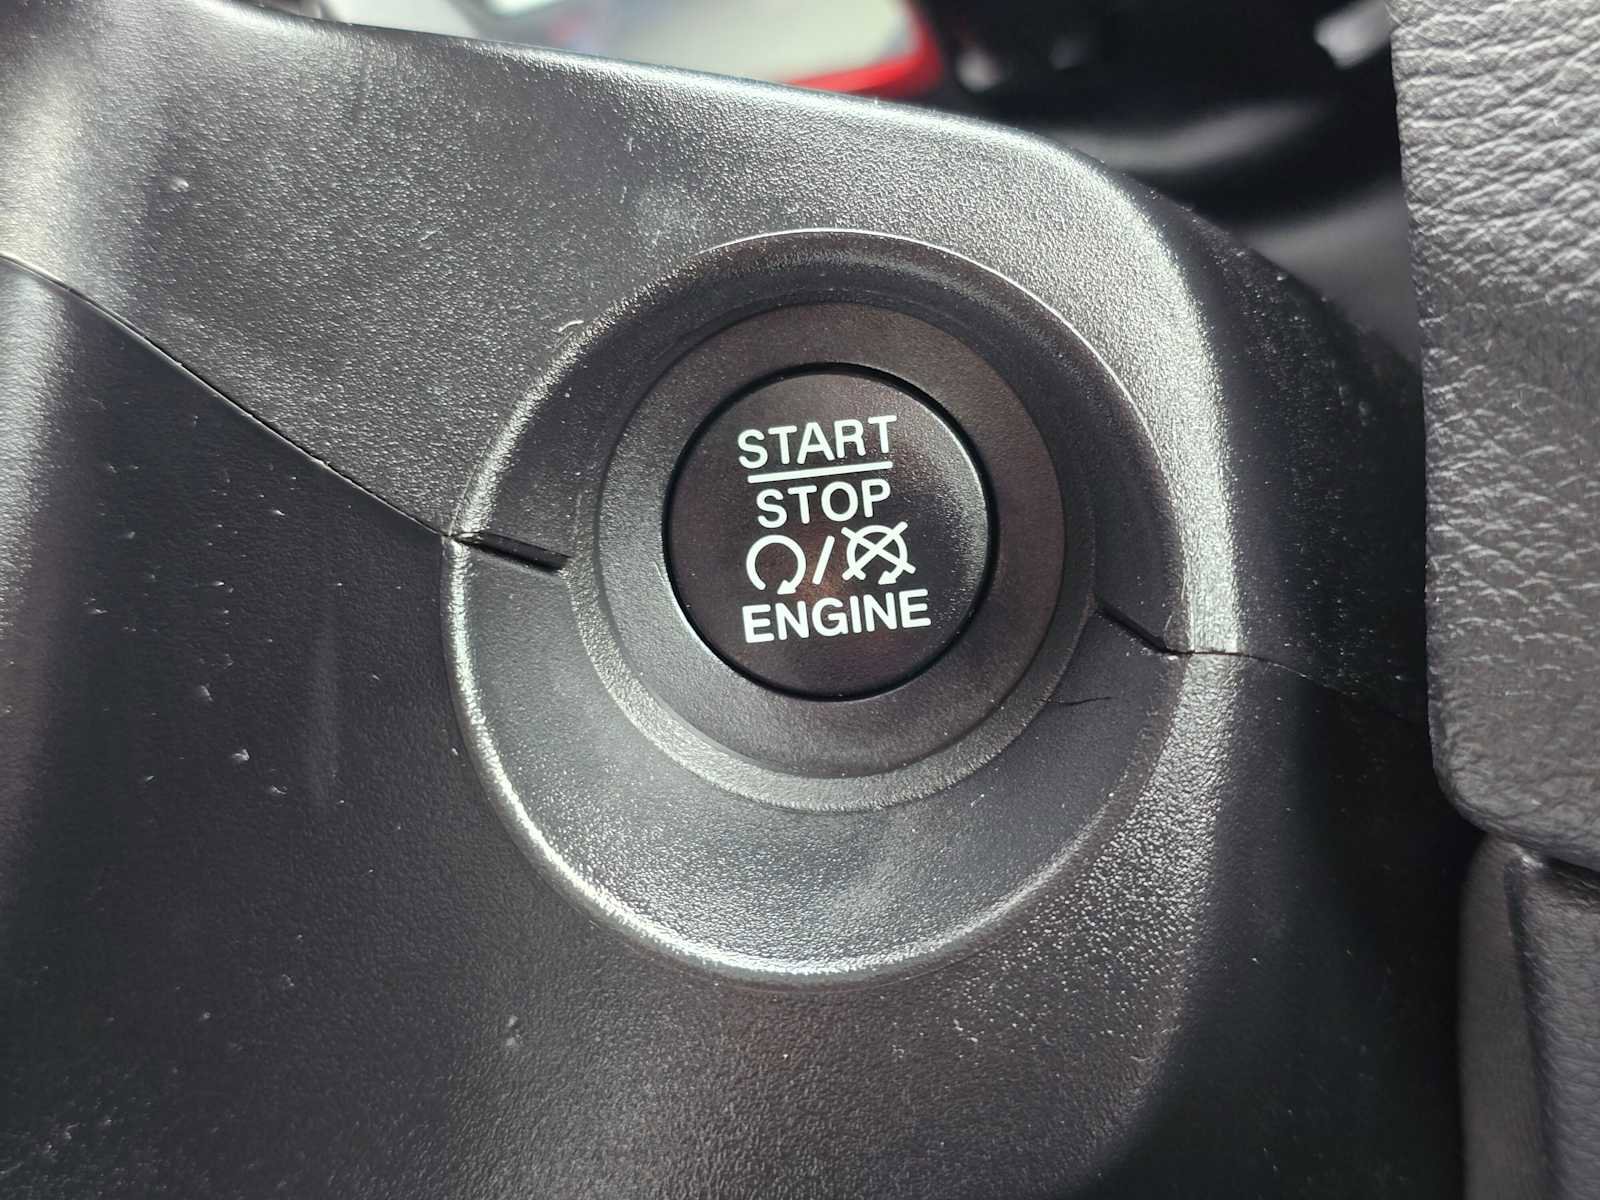 START
STOP
/
ENGINE